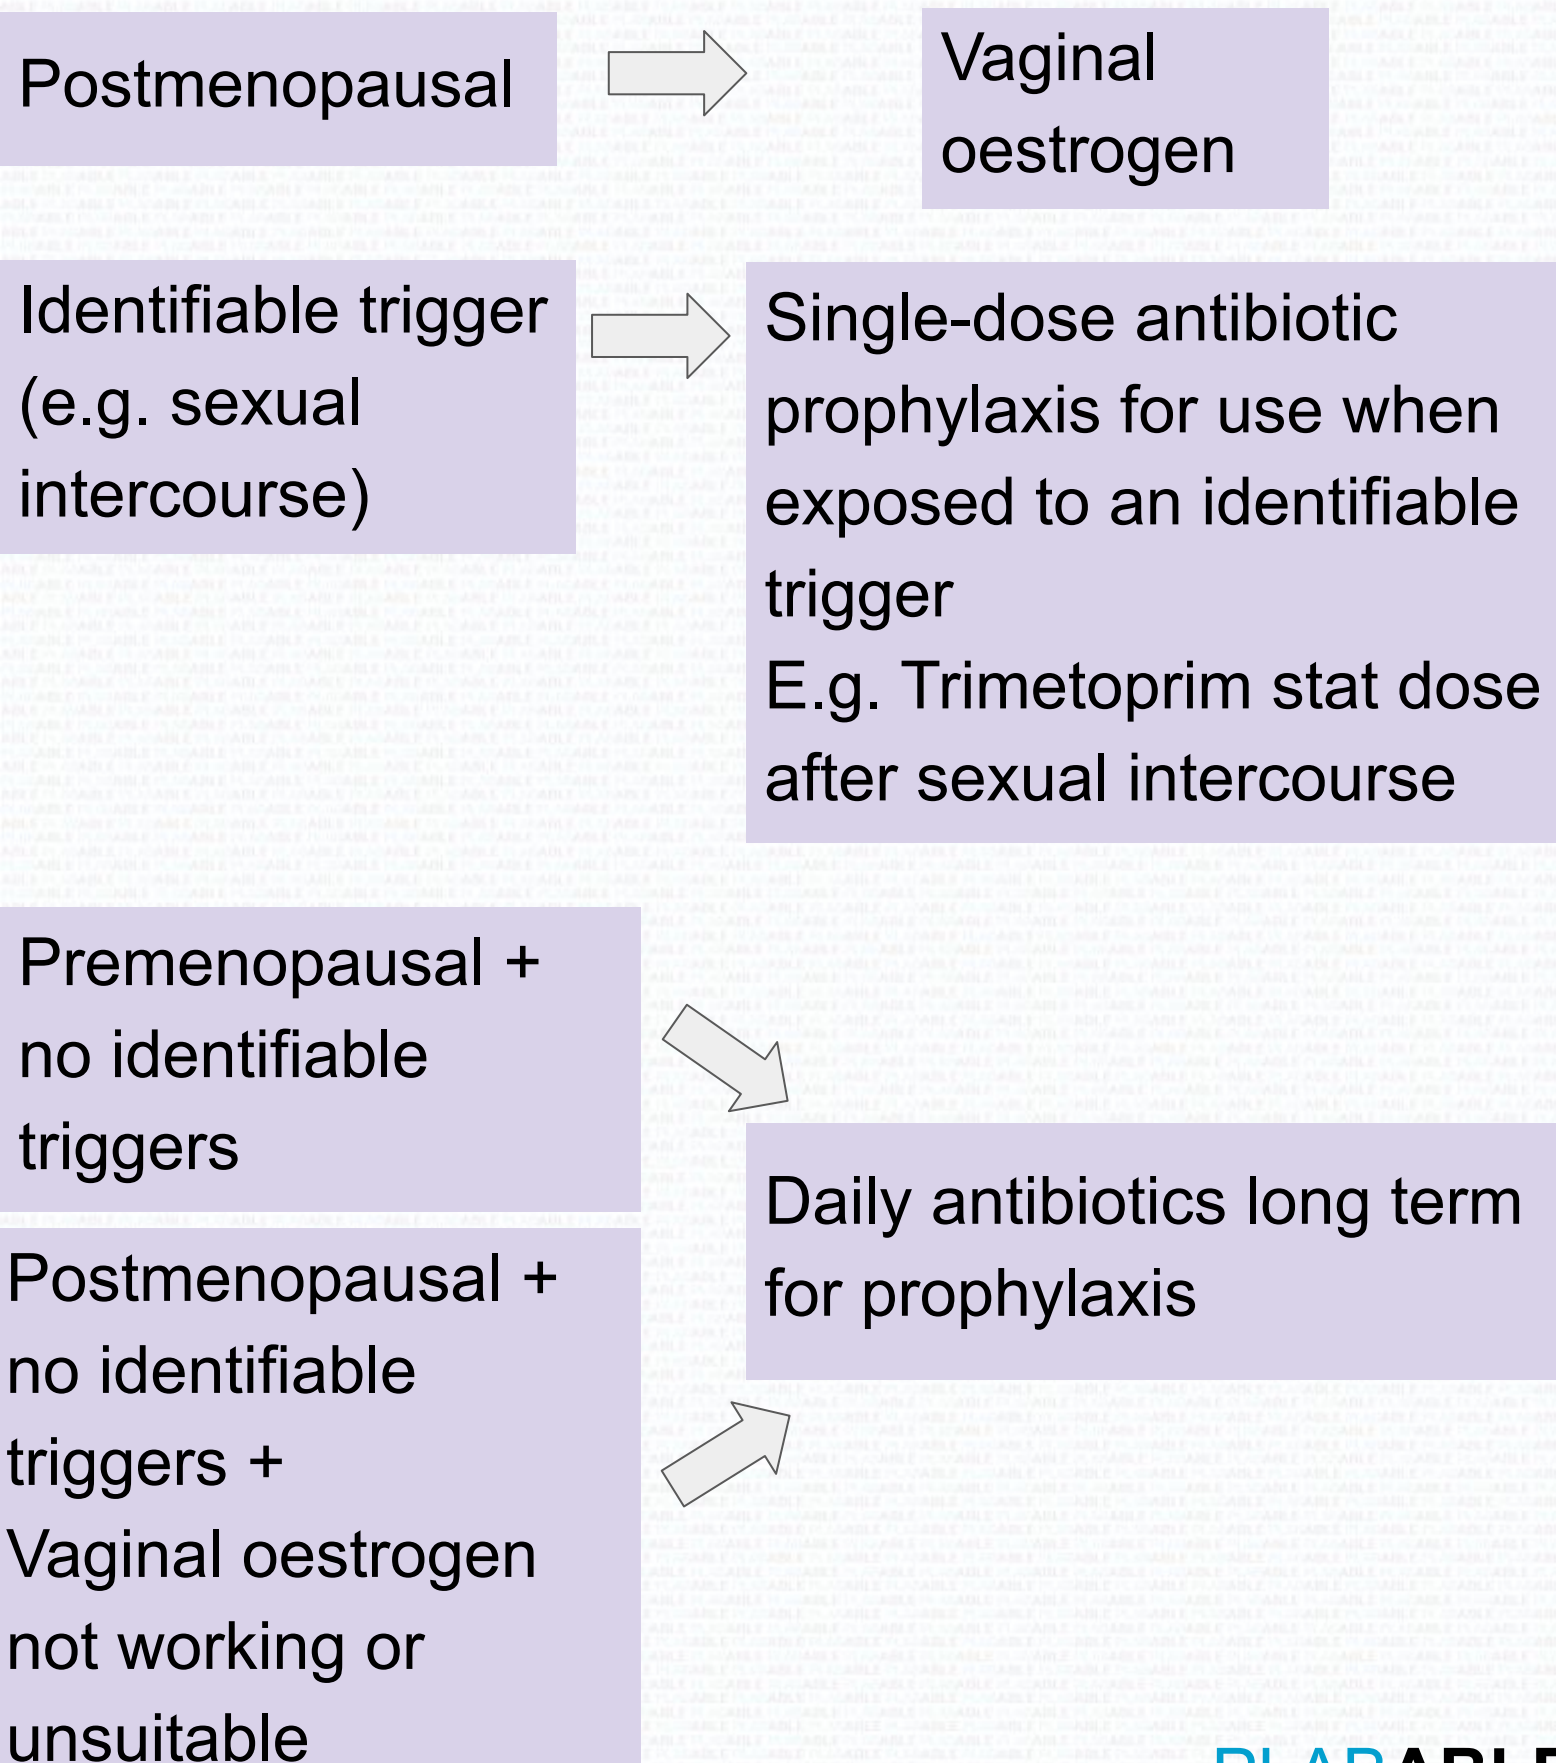 Postmenopausal
Vaginal
oestrogen
Identifiable trigger
(e.g. sexual
intercourse)
Single-dose antibiotic
prophylaxis for use when
exposed to an identifiable
trigger
E.g. Trimetoprim stat dose
after sexual intercourse
Premenopausal +
no identifiable
triggers
Postmenopausal +
no identifiable
triggers +
Vaginal oestrogen
not working or
unsuitable
Daily antibiotics long term
for prophylaxis
PLABABLE